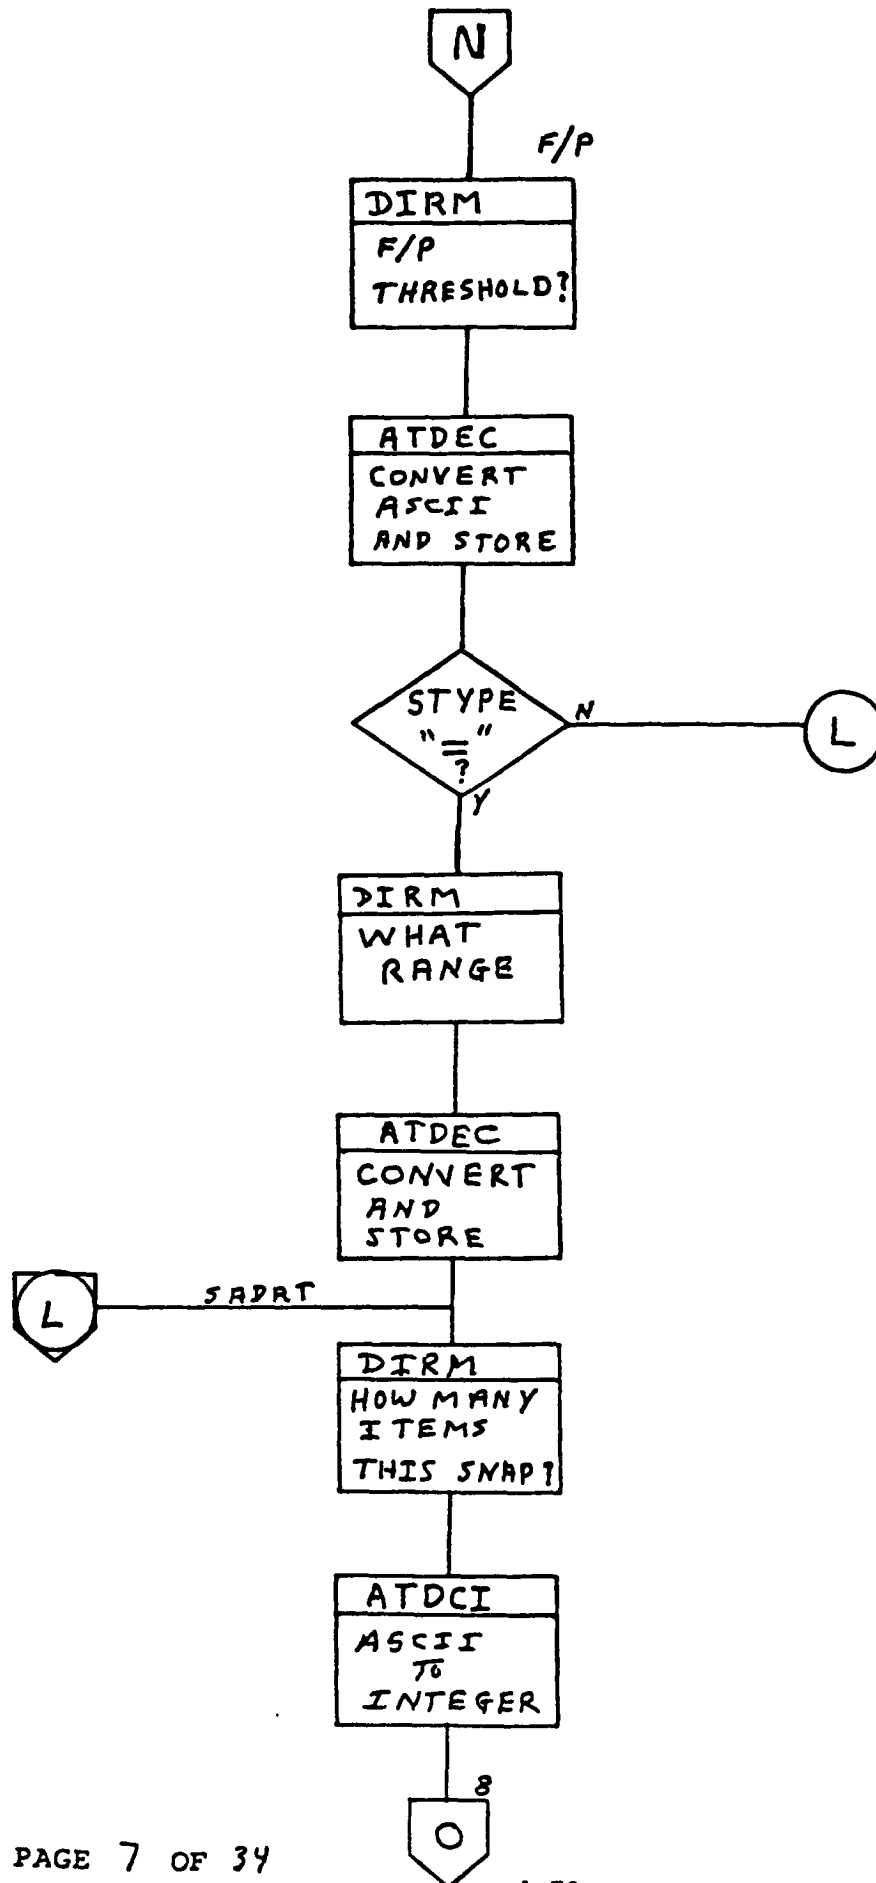 N
F/P
DIRM
F/P
THRESHOLD?
ATDEC
CONVERT
ASCII
AND STORE
STYPE
"="
?
N
L
Y
DIRM
WHAT
RANGE
ATDEC
CONVERT
AND
STORE
L
SADRT
DIRM
HOW MANY
ITEMS
THIS SNAP?
ATDCI
ASCII
TO
INTEGER
8
O
PAGE 7 OF 34